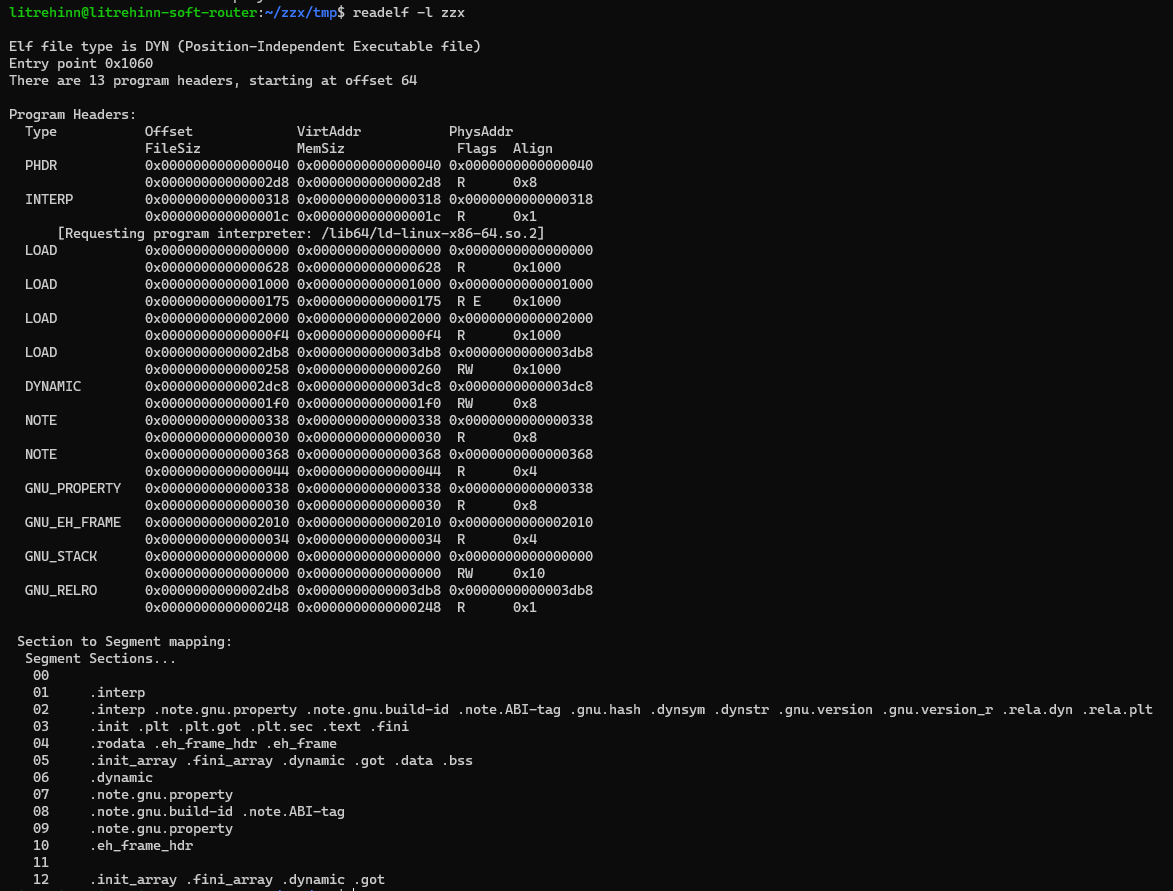 litrehinn@litrehinn-soft-router:~/zzx/tmp$ readelf -l zzx
Elf file type is DYN (Position-Independent Executable file)
Entry point 0x1060
There are 13 program headers, starting at offset 64
Program Headers:
  Type           Offset             VirtAddr           PhysAddr
                 FileSiz            MemSiz              Flags  Align
  PHDR           0x0000000000000040 0x0000000000000040 0x0000000000000040
                 0x00000000000002d8 0x00000000000002d8  R      0x8
  INTERP         0x0000000000000318 0x0000000000000318 0x0000000000000318
                 0x000000000000001c 0x000000000000001c  R      0x1
      [Requesting program interpreter: /lib64/ld-linux-x86-64.so.2]
  LOAD           0x0000000000000000 0x0000000000000000 0x0000000000000000
                 0x0000000000000628 0x0000000000000628  R      0x1000
  LOAD           0x0000000000001000 0x0000000000001000 0x0000000000001000
                 0x0000000000000175 0x0000000000000175  R E    0x1000
  LOAD           0x0000000000002000 0x0000000000002000 0x0000000000002000
                 0x00000000000000f4 0x00000000000000f4  R      0x1000
  LOAD           0x0000000000002db8 0x0000000000003db8 0x0000000000003db8
                 0x0000000000000258 0x0000000000000260  RW     0x1000
  DYNAMIC        0x0000000000002dc8 0x0000000000003dc8 0x0000000000003dc8
                 0x00000000000001f0 0x00000000000001f0  RW     0x8
  NOTE           0x0000000000000338 0x0000000000000338 0x0000000000000338
                 0x0000000000000030 0x0000000000000030  R      0x8
  NOTE           0x0000000000000368 0x0000000000000368 0x0000000000000368
                 0x0000000000000044 0x0000000000000044  R      0x4
  GNU_PROPERTY   0x0000000000000338 0x0000000000000338 0x0000000000000338
                 0x0000000000000030 0x0000000000000030  R      0x8
  GNU_EH_FRAME   0x0000000000002010 0x0000000000002010 0x0000000000002010
                 0x0000000000000034 0x0000000000000034  R      0x4
  GNU_STACK      0x0000000000000000 0x0000000000000000 0x0000000000000000
                 0x0000000000000000 0x0000000000000000  RW     0x10
  GNU_RELRO      0x0000000000002db8 0x0000000000003db8 0x0000000000003db8
                 0x0000000000000248 0x0000000000000248  R      0x1
 Section to Segment mapping:
  Segment Sections...
   00
   01     .interp
   02     .interp .note.gnu.property .note.gnu.build-id .note.ABI-tag .gnu.hash .dynsym .dynstr .gnu.version .gnu.version_r .rela.dyn .rela.plt
   03     .init .plt .plt.got .plt.sec .text .fini
   04     .rodata .eh_frame_hdr .eh_frame
   05     .init_array .fini_array .dynamic .got .data .bss
   06     .dynamic
   07     .note.gnu.property
   08     .note.gnu.build-id .note.ABI-tag
   09     .note.gnu.property
   10     .eh_frame_hdr
   11
   12     .init_array .fini_array .dynamic .got